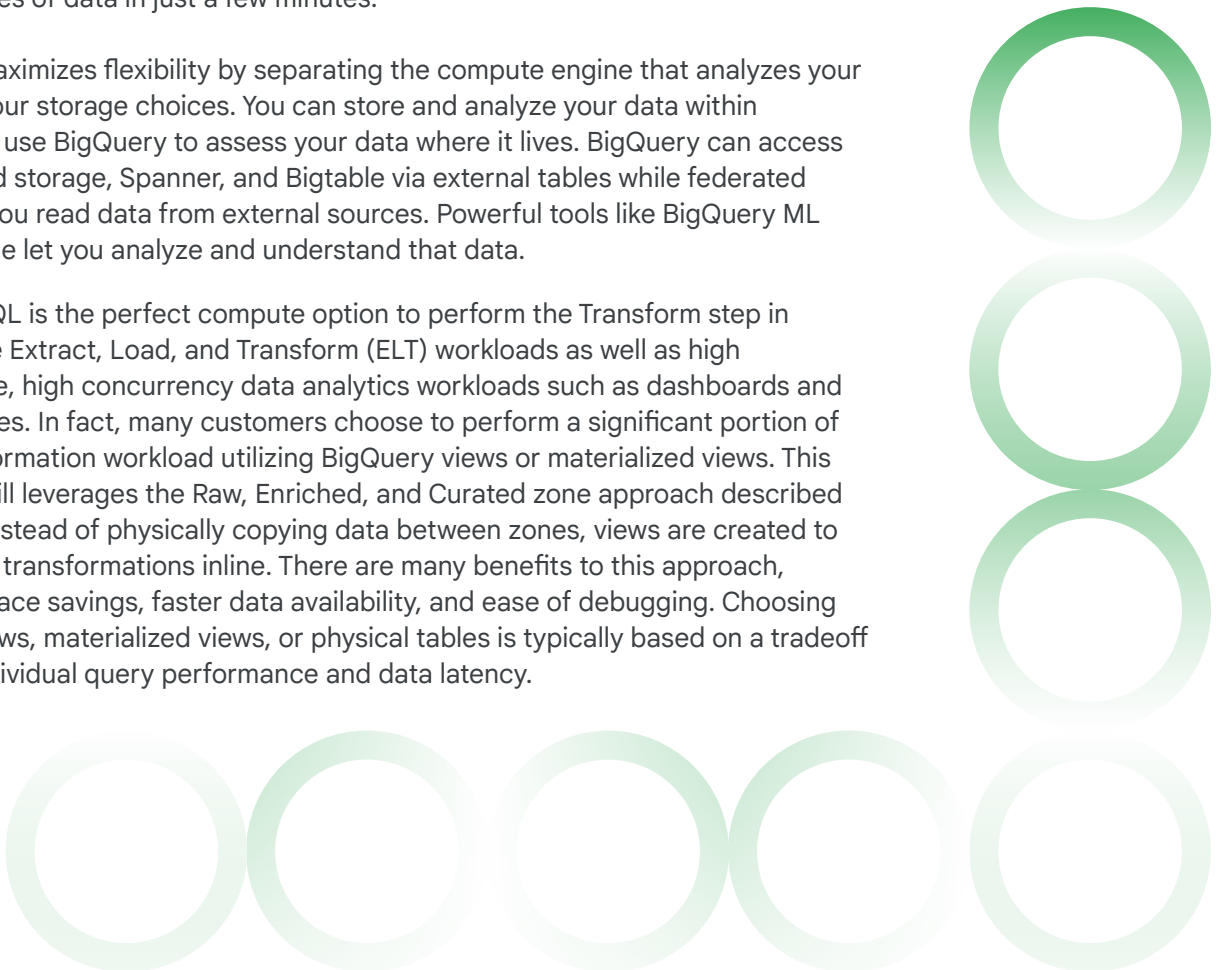 es of data in just a few minutes.
aximizes flexibility by separating the compute engine that analyzes your
our storage choices. You can store and analyze your data within
use BigQuery to assess your data where it lives. BigQuery can access
d storage, Spanner, and Bigtable via external tables while federated
ou read data from external sources. Powerful tools like BigQuery ML
e let you analyze and understand that data.
QL is the perfect compute option to perform the Transform step in
e Extract, Load, and Transform (ELT) workloads as well as high
e, high concurrency data analytics workloads such as dashboards and
es. In fact, many customers choose to perform a significant portion of
ormation workload utilizing BigQuery views or materialized views. This
ill leverages the Raw, Enriched, and Curated zone approach described
stead of physically copying data between zones, views are created to
transformations inline. There are many benefits to this approach,
ace savings, faster data availability, and ease of debugging. Choosing
ws, materialized views, or physical tables is typically based on a tradeoff
ividual query performance and data latency.